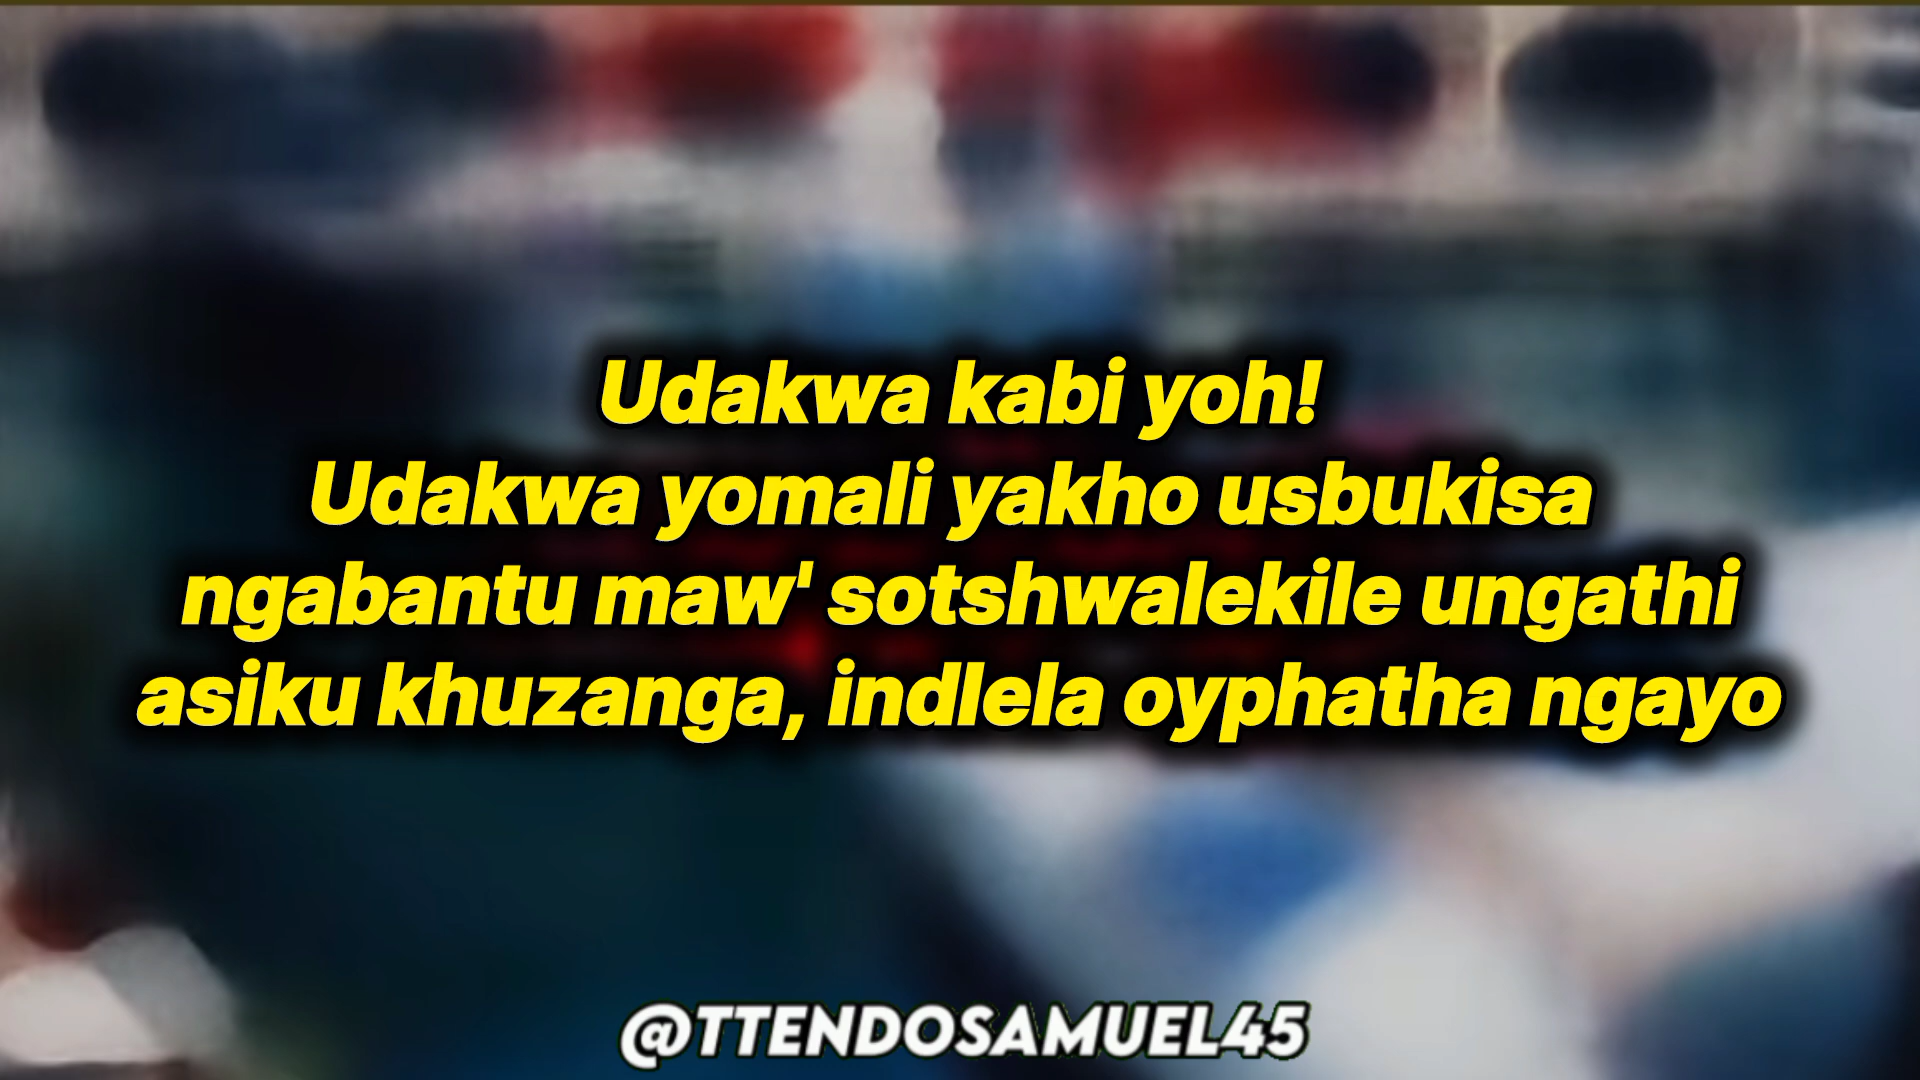 Udakwa kabi yoh!
Udakwa yomali yakho usbukisa
ngabantu maw' sotshwalekile ungathi
asiku khuzanga, indlela oyphatha ngayo
@TTENDOSAMUEL45